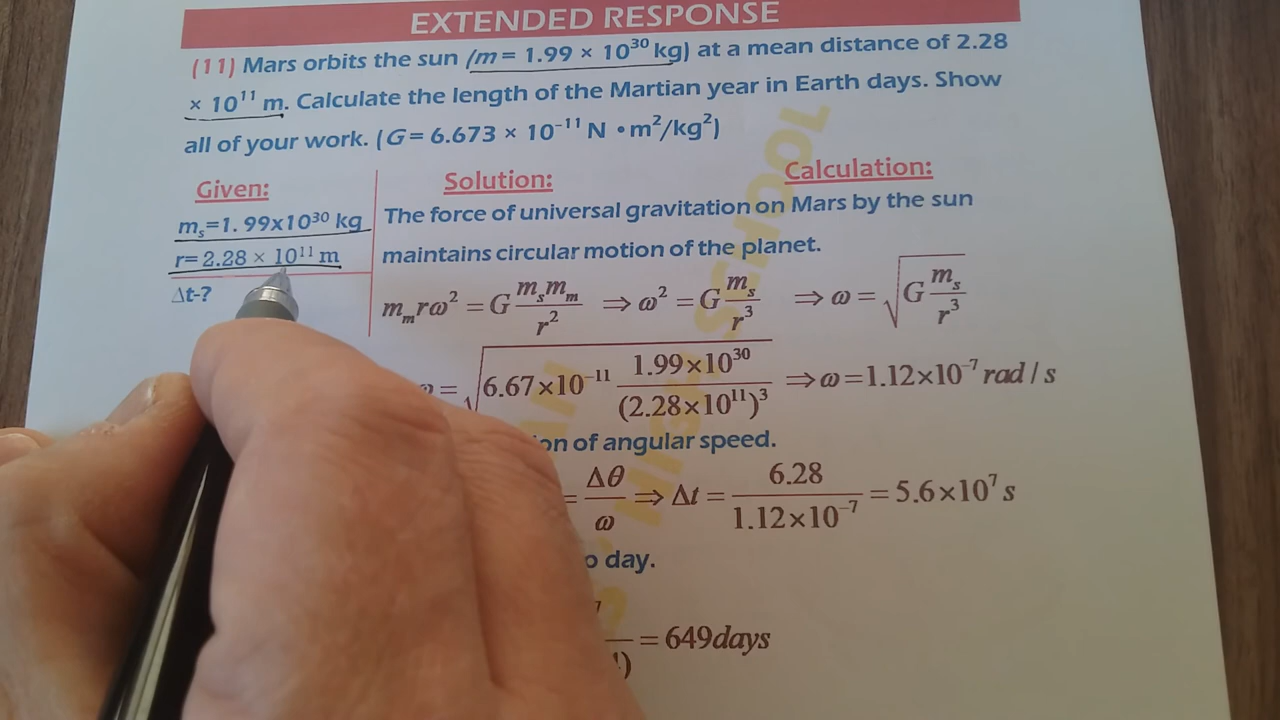 EXTENDED RESPONSE
(11) Mars orbits the sun (m = 1.99 × 10³⁰ kg) at a mean distance of 2.28
× 10¹¹ m. Calculate the length of the Martian year in Earth days. Show
all of your work. (G = 6.673 × 10⁻¹¹ N • m²/kg²)
Given:
mₛ=1. 99x10³⁰ kg
r= 2.28 × 10¹¹ m
Δt-?
Solution:
Calculation:
The force of universal gravitation on Mars by the sun
maintains circular motion of the planet.
mₘrω² = G mₛmₘ / r² ⇒ ω² = G mₛ / r³ ⇒ ω = √(G mₛ / r³)
ω = √(6.67×10⁻¹¹ 1.99×10³⁰ / (2.28×10¹¹)³) ⇒ ω=1.12×10⁻⁷ rad / s
of angular speed.
= Δθ / ω ⇒ Δt = 6.28 / 1.12×10⁻⁷ = 5.6×10⁷ s
day.
= 649days